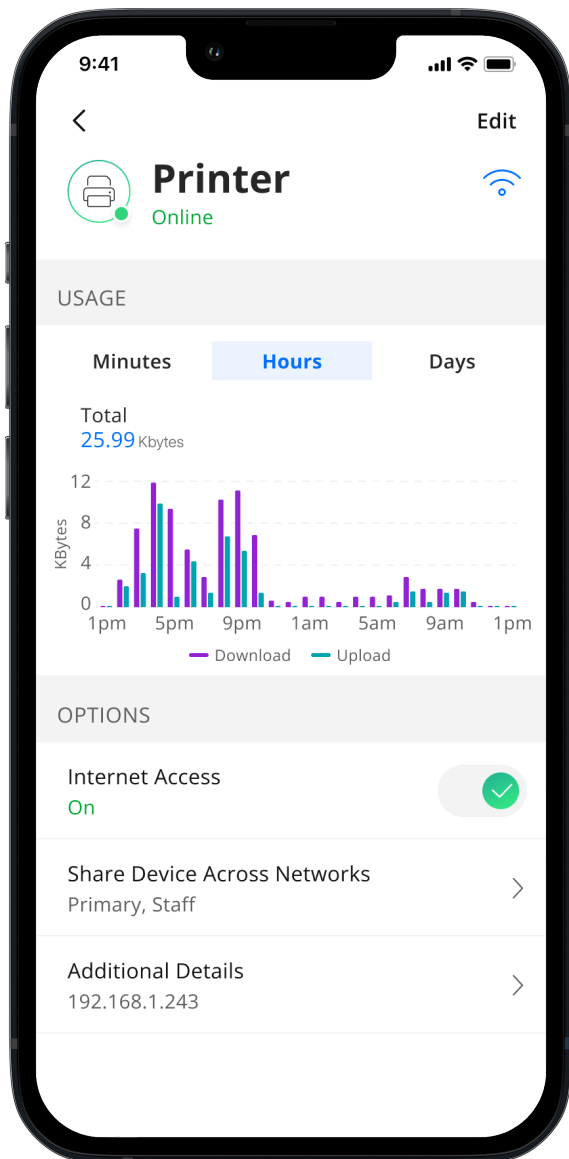 9:41
Edit
Printer
Online
USAGE
Minutes Hours Days
Total
25.99 Kbytes
KBytes
12
8
4
0
1pm 5pm 9pm 1am 5am 9am 1pm
Download Upload
OPTIONS
Internet Access
On
Share Device Across Networks
Primary, Staff
Additional Details
192.168.1.243